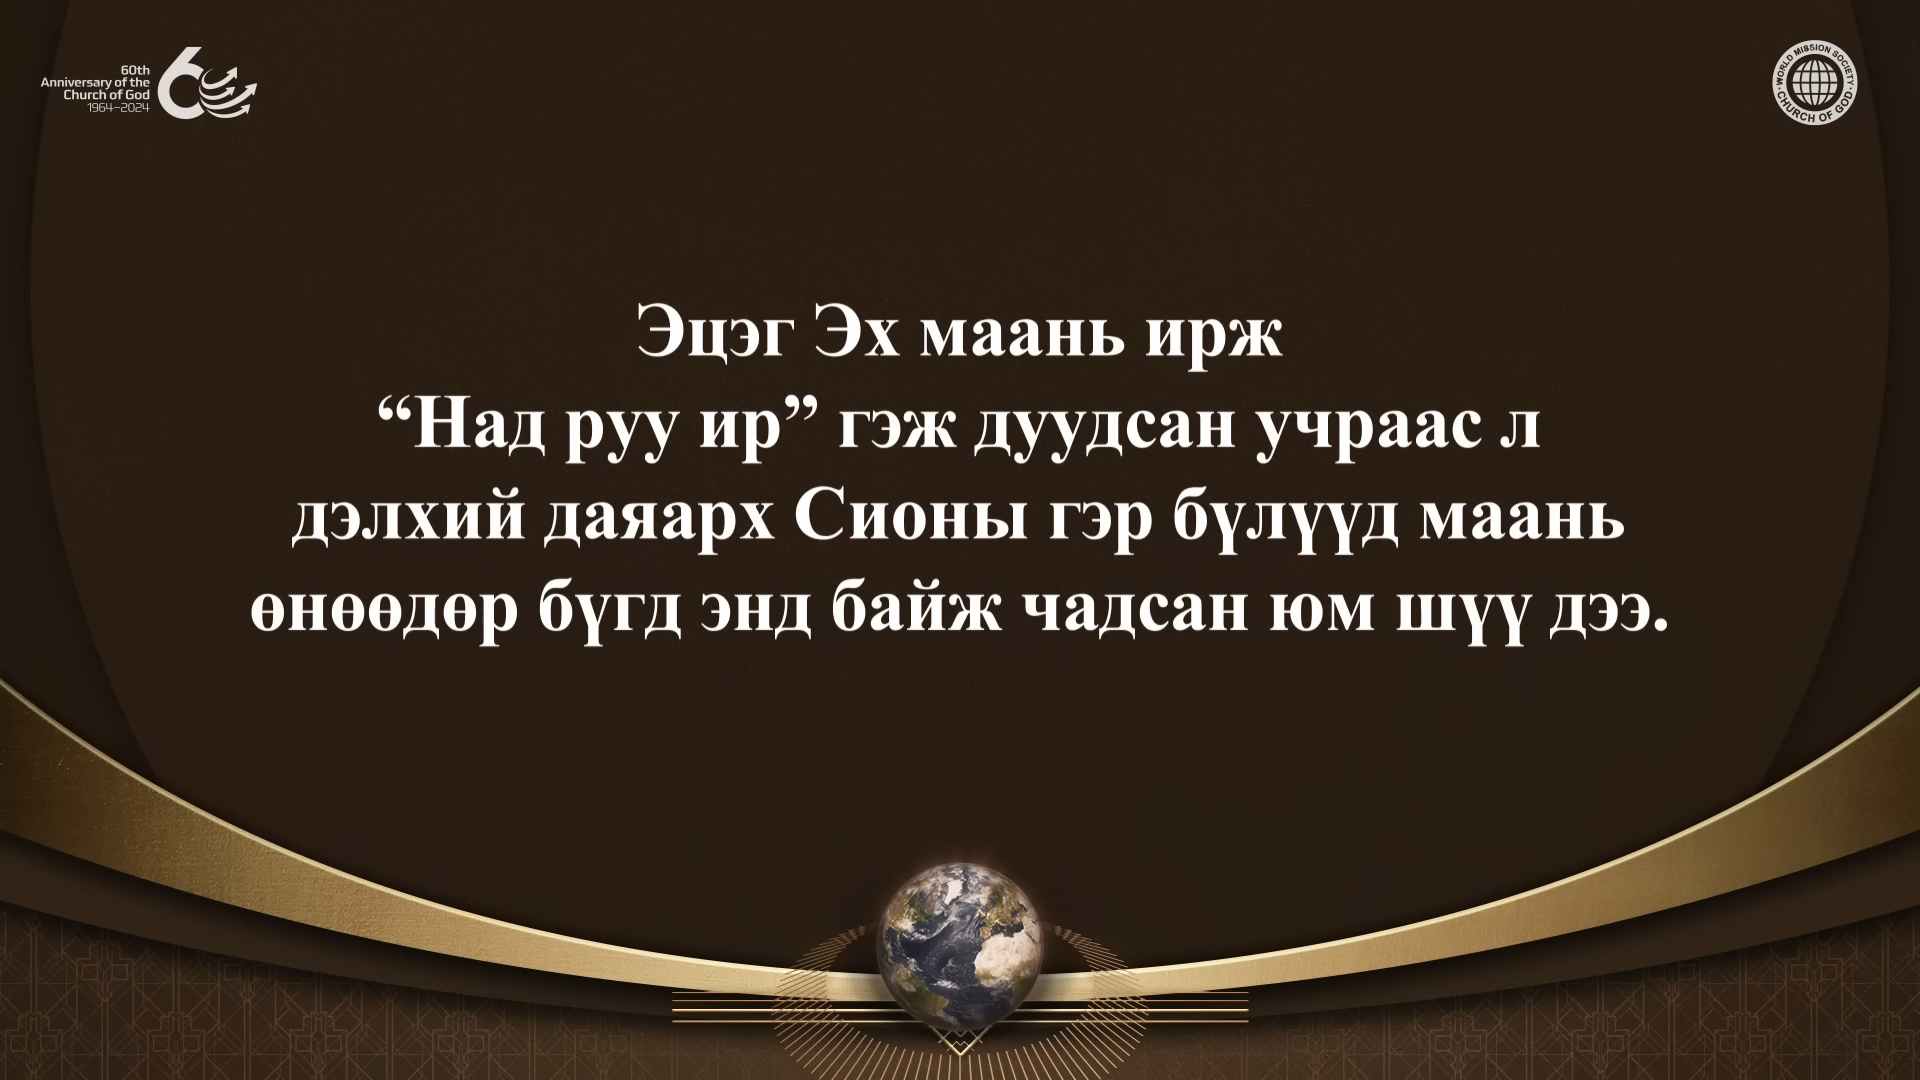 60th
Anniversary of the
Church of God
1964–2024
60
WORLD MISSION SOCIETY
CHURCH OF GOD
Эцэг Эх маань ирж
“Над руу ир” гэж дуудсан учраас л
дэлхий даяарх Сионы гэр бүлүүд маань
өнөөдөр бүгд энд байж чадсан юм шүү дээ.